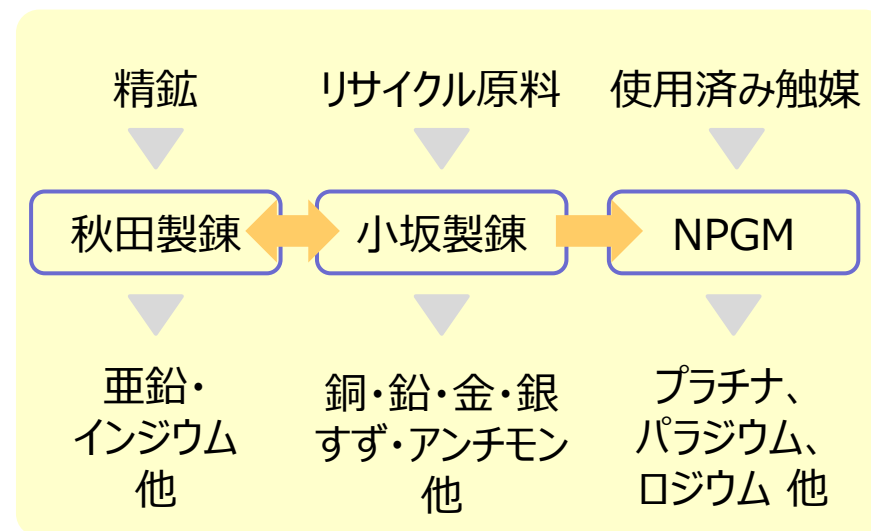 精鉱
リサイクル原料
使用済み触媒
秋田製錬
小坂製錬
NPGM
亜鉛・
インジウム
他
銅・鉛・金・銀
すず・アンチモン
他
プラチナ、
パラジウム、
ロジウム 他